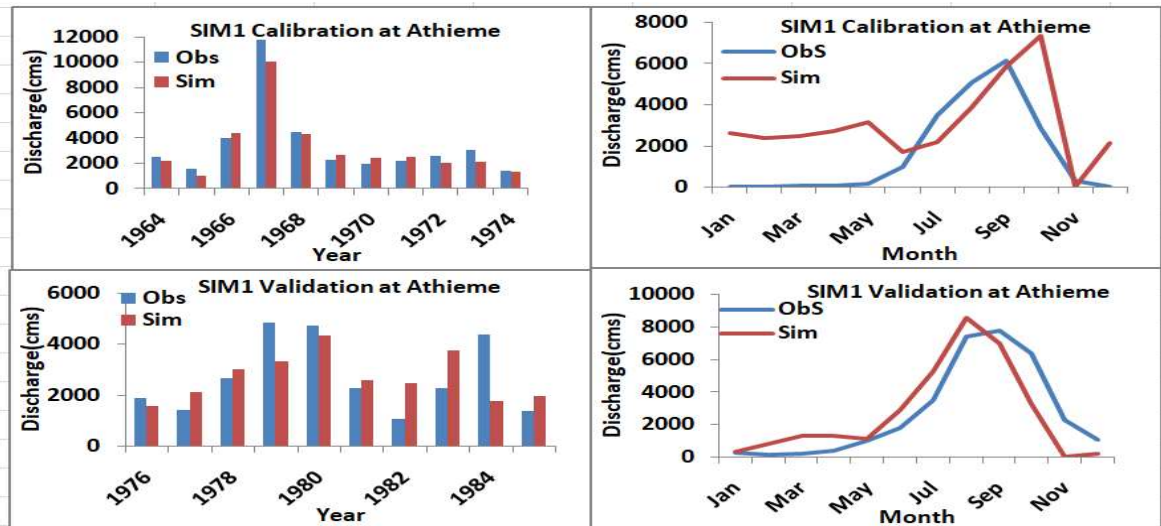 SIM1 Calibration at Athieme
12000
10000
8000
6000
4000
2000
0
Discharge(cms)
Obs
Sim
1964
1966
1968
1970
1972
1974
Year
SIM1 Calibration at Athieme
8000
6000
4000
2000
0
Discharge(cms)
ObS
Sim
Jan
Mar
May
Jul
Sep
Nov
Month
SIM1 Validation at Athieme
6000
4000
2000
0
Discharge(cms)
Obs
Sim
1976
1978
1980
1982
1984
Year
SIM1 Validation at Athieme
10000
8000
6000
4000
2000
0
Discharge(cms)
ObS
Sim
Jan
Mar
May
Jul
Sep
Nov
Month